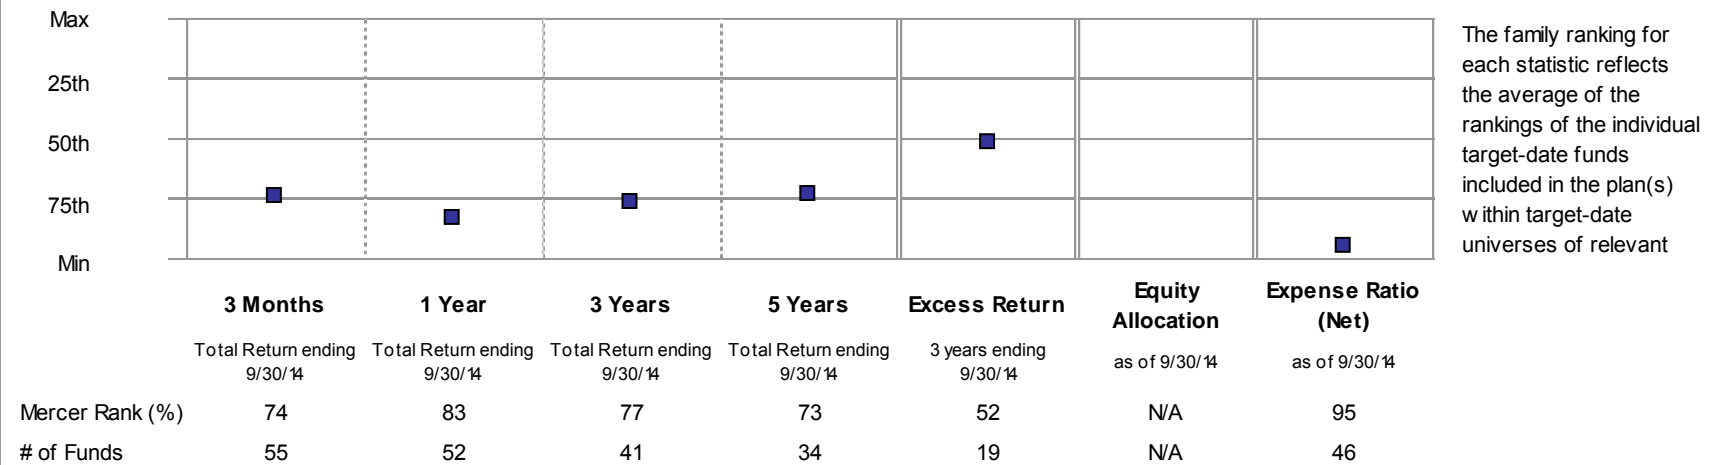 Max
25th
50th
75th
Min
The family ranking for
each statistic reflects
the average of the
rankings of the individual
target-date funds
included in the plan(s)
within target-date
universes of relevant
3 Months 1 Year 3 Years 5 Years Excess Return Equity Allocation Expense Ratio (Net)
Total Return ending 9/30/14 Total Return ending 9/30/14 Total Return ending 9/30/14 Total Return ending 9/30/14 3 years ending 9/30/14 as of 9/30/14 as of 9/30/14
Mercer Rank (%) 74 83 77 73 52 N/A 95
# of Funds 55 52 41 34 19 N/A 46